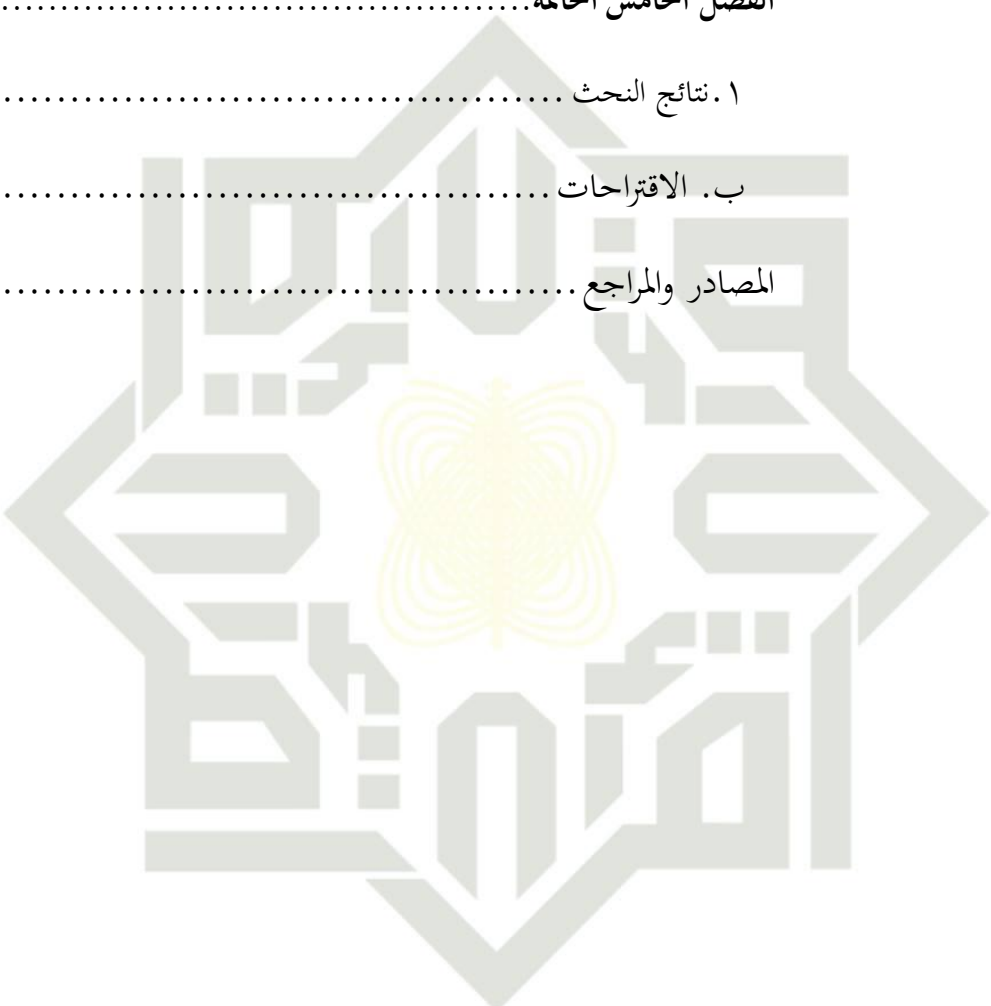 الفصل الخامس الخاتمة............................................
١.نتائج النحث ..........................................
ب. الاقتراحات.........................................
المصادر والمراجع...........................................